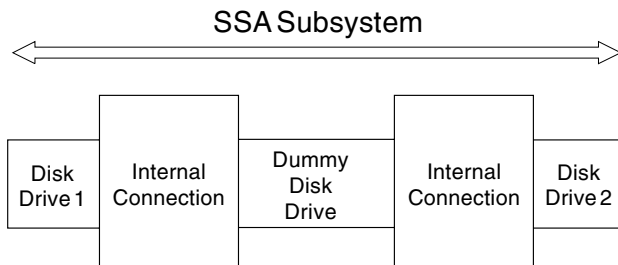 SSA Subsystem
Disk
Drive 1
Internal
Connection
Dummy
Disk
Drive
Internal
Connection
Disk
Drive 2